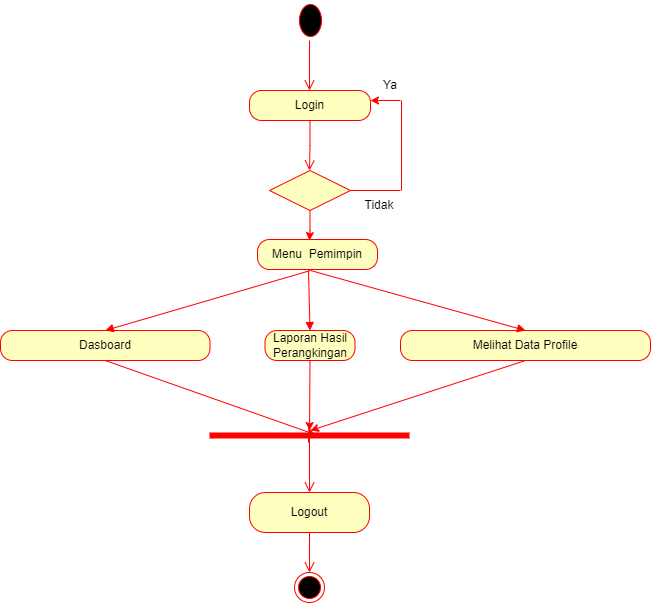 Ya
Login
Tidak
Menu  Pemimpin
Dasboard
Laporan Hasil
Perangkingan
Melihat Data Profile
Logout